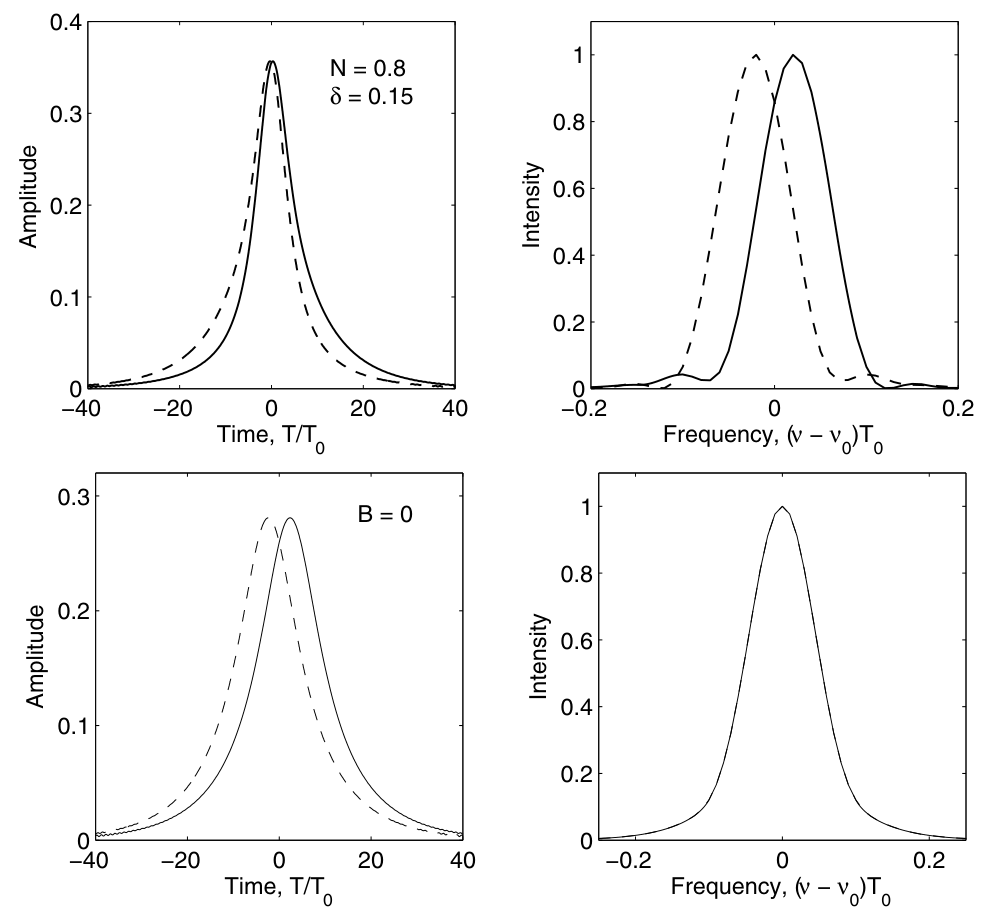 0.4
0.3
0.2
0.1
0
Amplitude
N = 0.8
δ = 0.15
−40 −20 0 20 40
Time, T/T0
1
0.8
0.6
0.4
0.2
0
Intensity
−0.2 0 0.2
Frequency, (ν − ν0)T0
0.3
0.2
0.1
0
Amplitude
B = 0
−40 −20 0 20 40
Time, T/T0
1
0.8
0.6
0.4
0.2
0
Intensity
−0.2 0 0.2
Frequency, (ν − ν0)T0